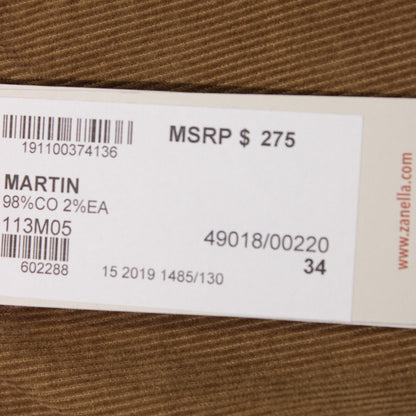 MSRP $ 275
191100374136
MARTIN
98%CO 2%EA
113M05
49018/00220
34
602288
15 2019 1485/130
www.zanella.com